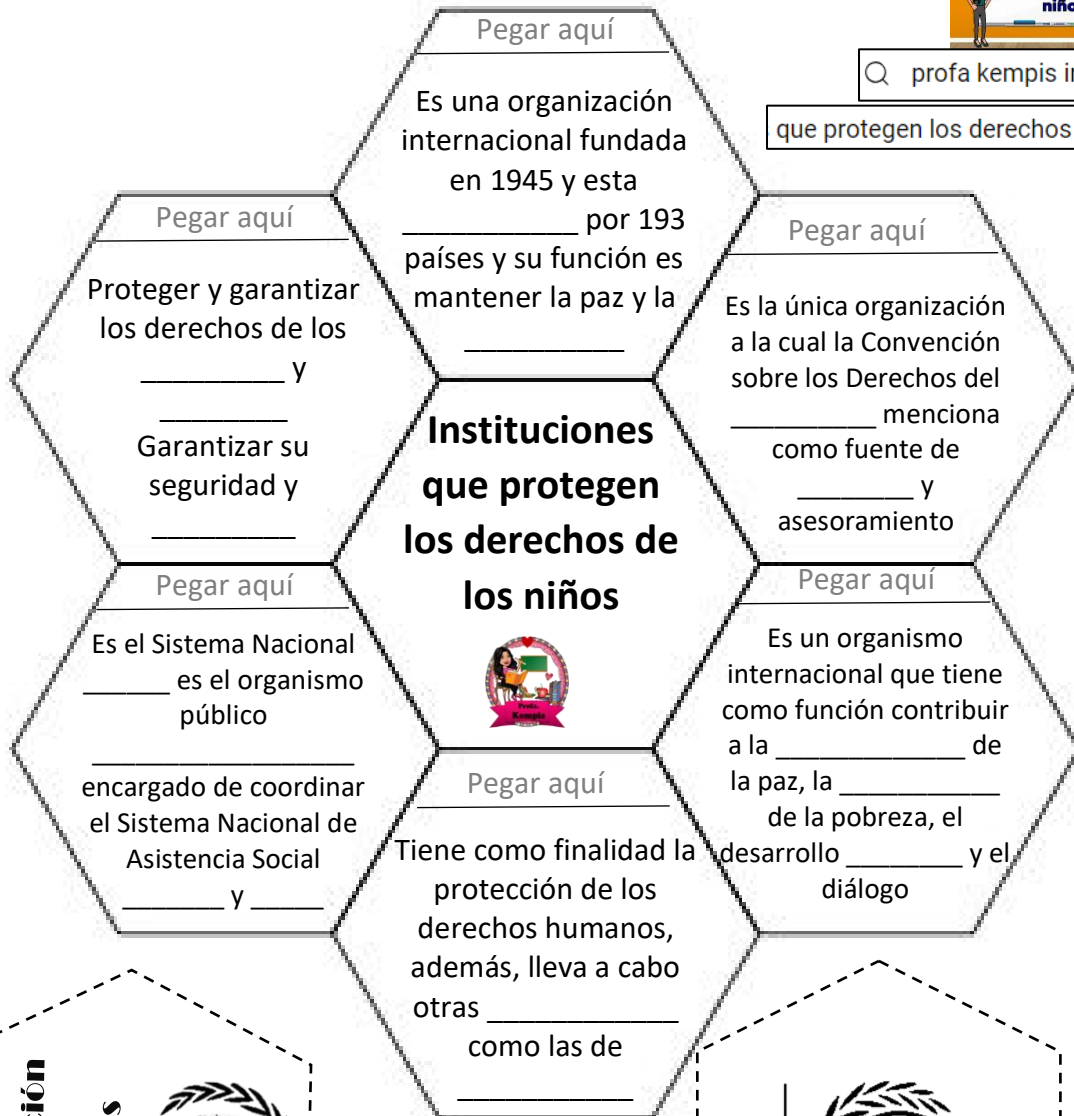 niño
profa kempis i
que protegen los derechos
Pegar aquí
Es una organización
internacional fundada
en 1945 y esta
___________ por 193
países y su función es
mantener la paz y la
__________
Pegar aquí
Proteger y garantizar
los derechos de los
_________ y
________
Garantizar su
seguridad y
_________
Pegar aquí
Es la única organización
a la cual la Convención
sobre los Derechos del
_________ menciona
como fuente de
________ y
asesoramiento
Instituciones
que protegen
los derechos de
los niños
Profa.
Kempis
Pegar aquí
Es el Sistema Nacional
______ es el organismo
público
__________________
encargado de coordinar
el Sistema Nacional de
Asistencia Social
_______ y _____
Pegar aquí
Es un organismo
internacional que tiene
como función contribuir
a la _____________ de
la paz, la ___________
de la pobreza, el
desarrollo ________ y el
diálogo
Pegar aquí
Tiene como finalidad la
protección de los
derechos humanos,
además, lleva a cabo
otras _____________
como las de
____________
ción
s